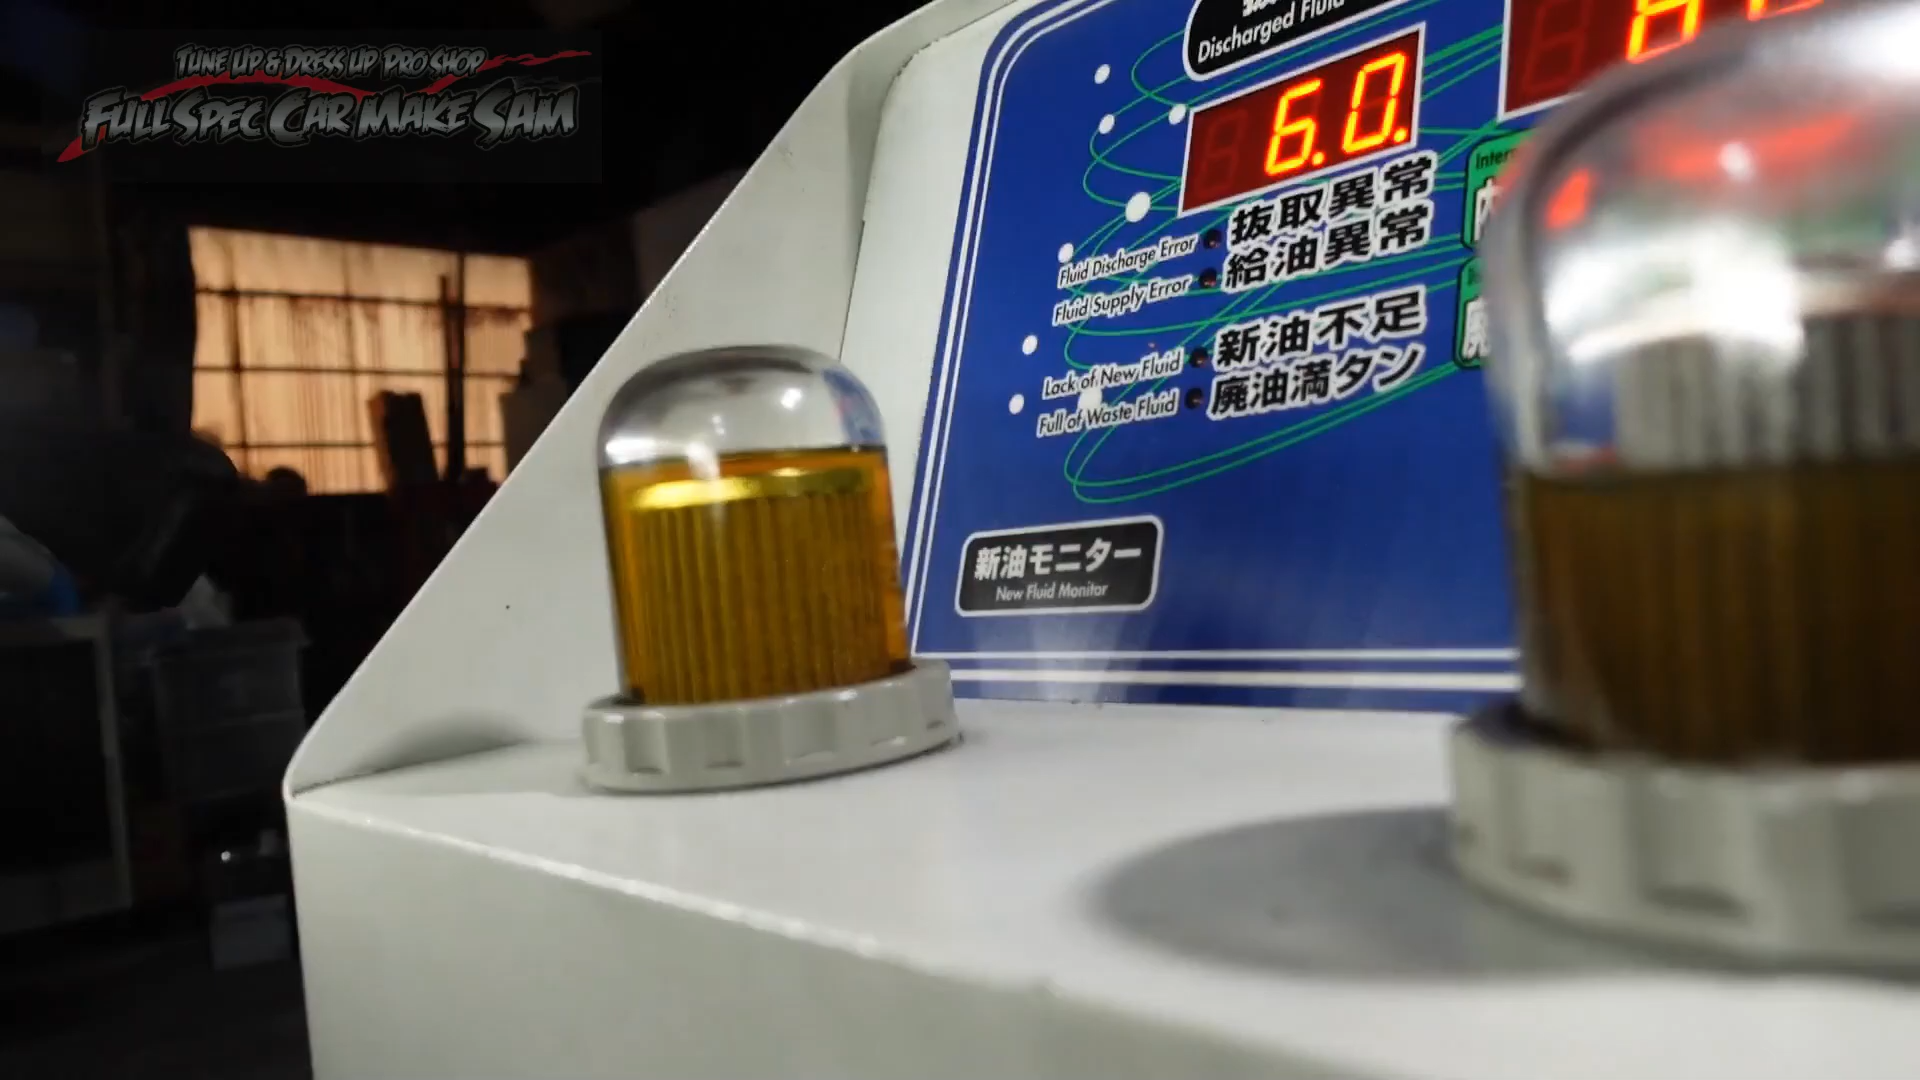 TUNE UP & DRESS UP PRO SHOP
FULL SPEC CAR MAKE SAM
Discharged Fluid
6.0.
Fluid Discharge Error 抜取異常
Fluid Supply Error 給油異常
Lack of New Fluid 新油不足
Full of Waste Fluid 廃油満タン
新油モニター
New Fluid Monitor